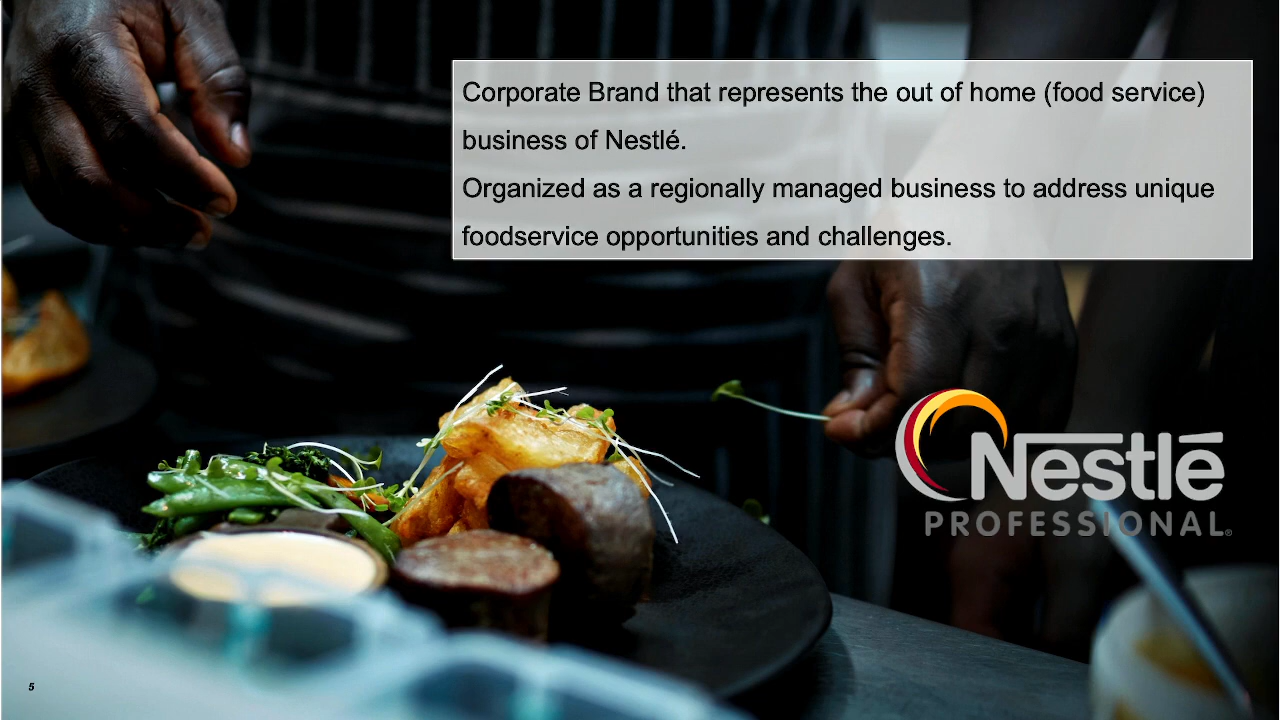 Corporate Brand that represents the out of home (food service)
business of Nestlé.
Organized as a regionally managed business to address unique
foodservice opportunities and challenges.
Nestlé
PROFESSIONAL®
5